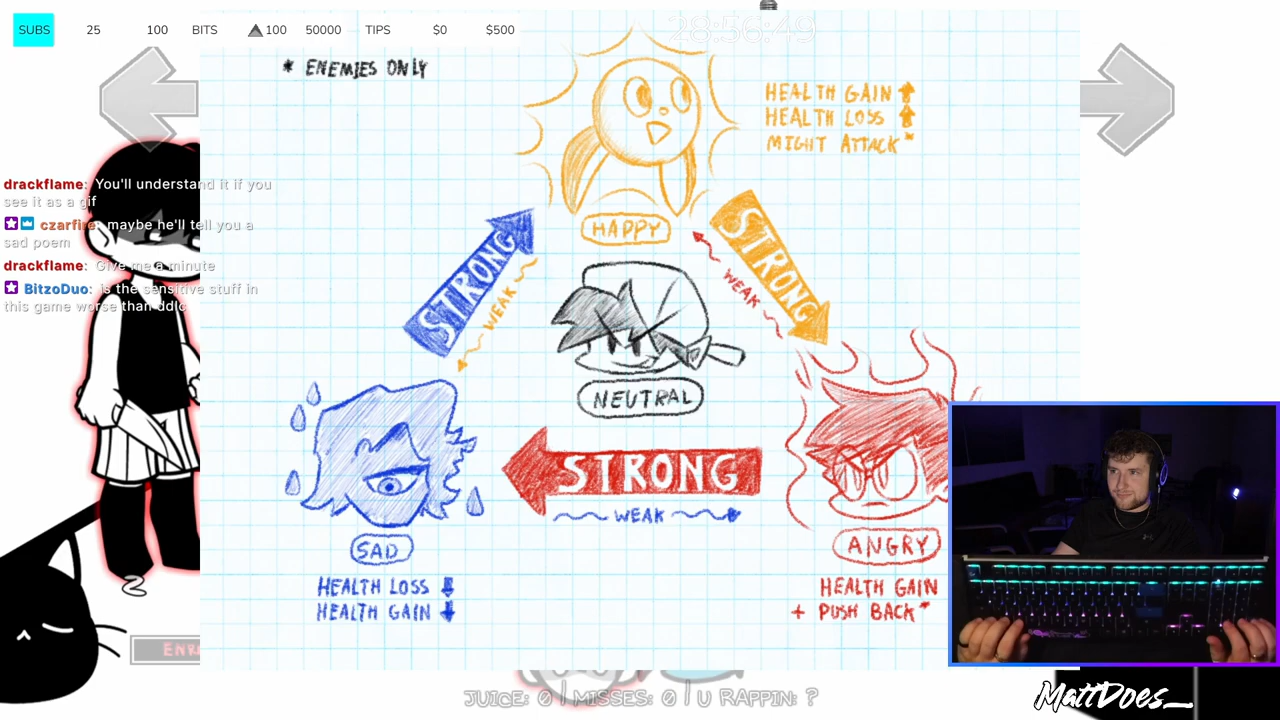 SUBS 25 100 BITS 100 50000 TIPS $0 $500
28:56:49
* ENEMIES ONLY
HEALTH GAIN
HEALTH LOSS
MIGHT ATTACK*
drackflame: You'll understand it if you
see it as a gif
czarfire: maybe he'll tell you a
sad poem
drackflame: Give me a minute
BitzoDuo: is the sensitive stuff in
this game worse than ddlc
HAPPY
STRONG
WEAK
STRONG
WEAK
NEUTRAL
STRONG
WEAK
SAD
ANGRY
HEALTH LOSS
HEALTH GAIN
HEALTH GAIN
+ PUSH BACK*
JUICE: 0 | MISSES: 0 | U RAPPIN: ?
MattDoes_